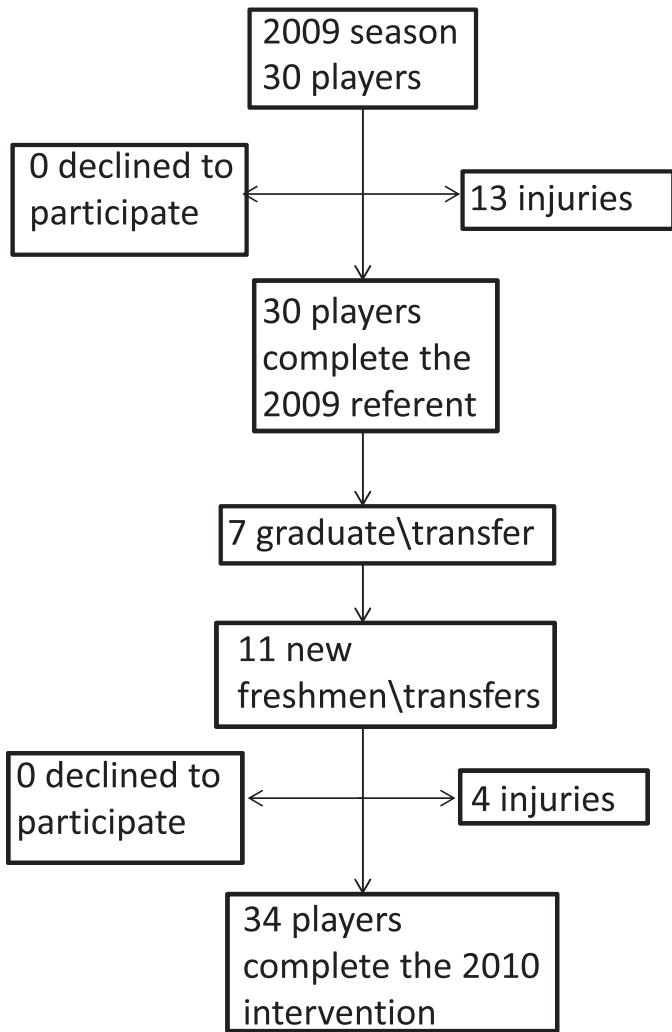 2009 season
30 players
0 declined to
participate
13 injuries
30 players
complete the
2009 referent
7 graduate\transfer
11 new
freshmen\transfers
0 declined to
participate
4 injuries
34 players
complete the 2010
intervention